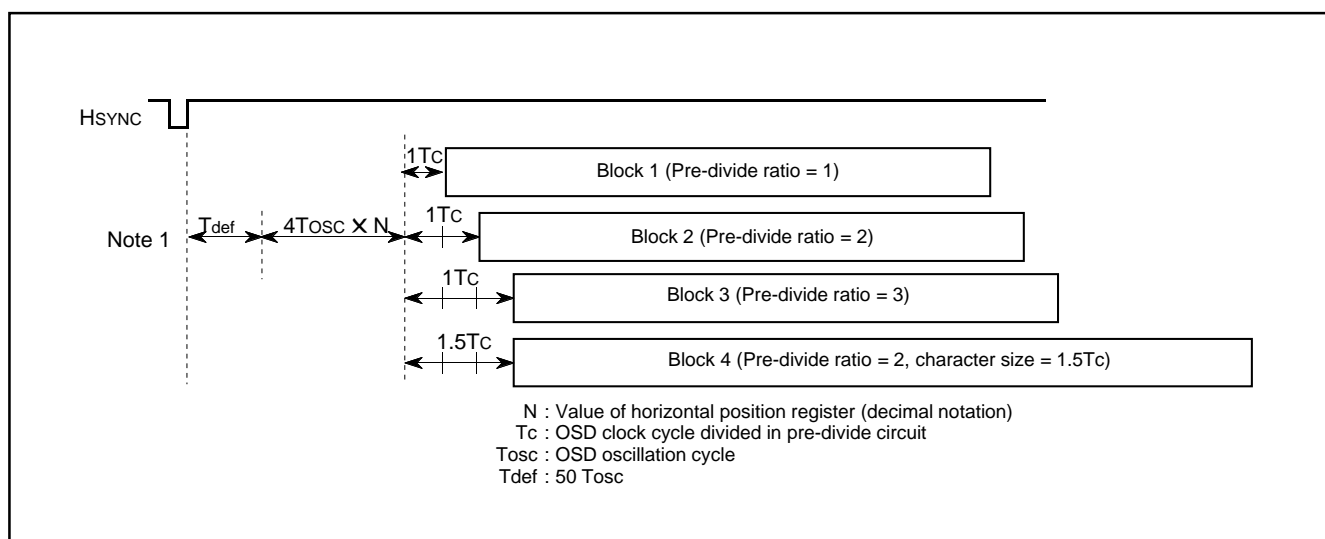 HSYNC
1TC
Block 1 (Pre-divide ratio = 1)
Note 1
Tdef
4TOSC X N
1TC
Block 2 (Pre-divide ratio = 2)
1TC
Block 3 (Pre-divide ratio = 3)
1.5TC
Block 4 (Pre-divide ratio = 2, character size = 1.5Tc)
N : Value of horizontal position register (decimal notation)
Tc : OSD clock cycle divided in pre-divide circuit
Tosc : OSD oscillation cycle
Tdef : 50 Tosc